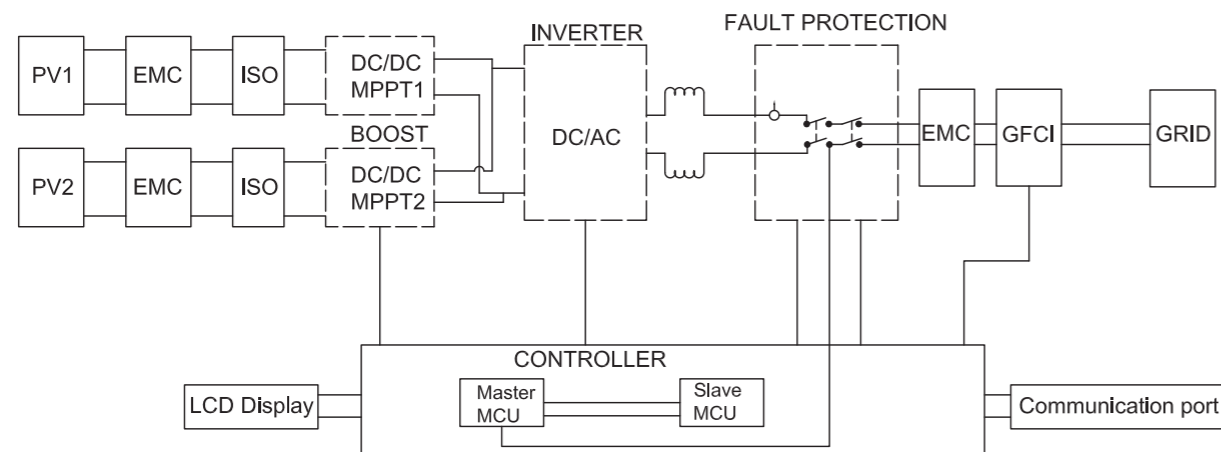 FAULT PROTECTION
INVERTER
PV1
EMC
ISO
DC/DC
MPPT1
BOOST
PV2
EMC
ISO
DC/DC
MPPT2
DC/AC
EMC
GFCI
GRID
CONTROLLER
LCD Display
Master
MCU
Slave
MCU
Communication port